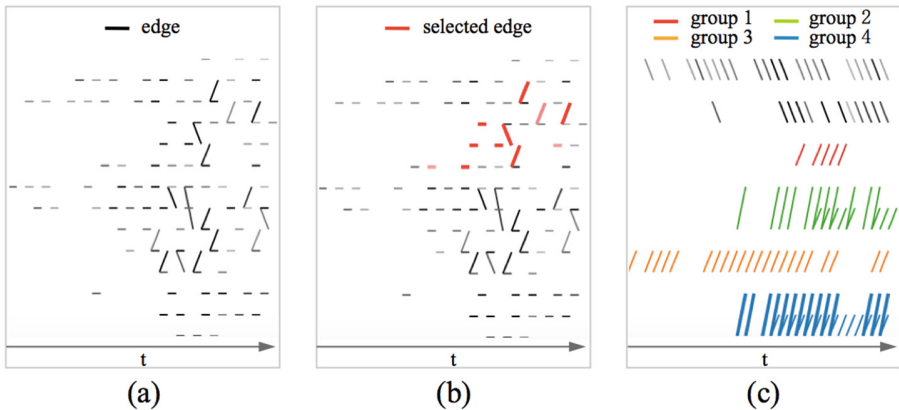 edge
selected edge
group 1 group 2
group 3 group 4
t
t
t
(a)
(b)
(c)